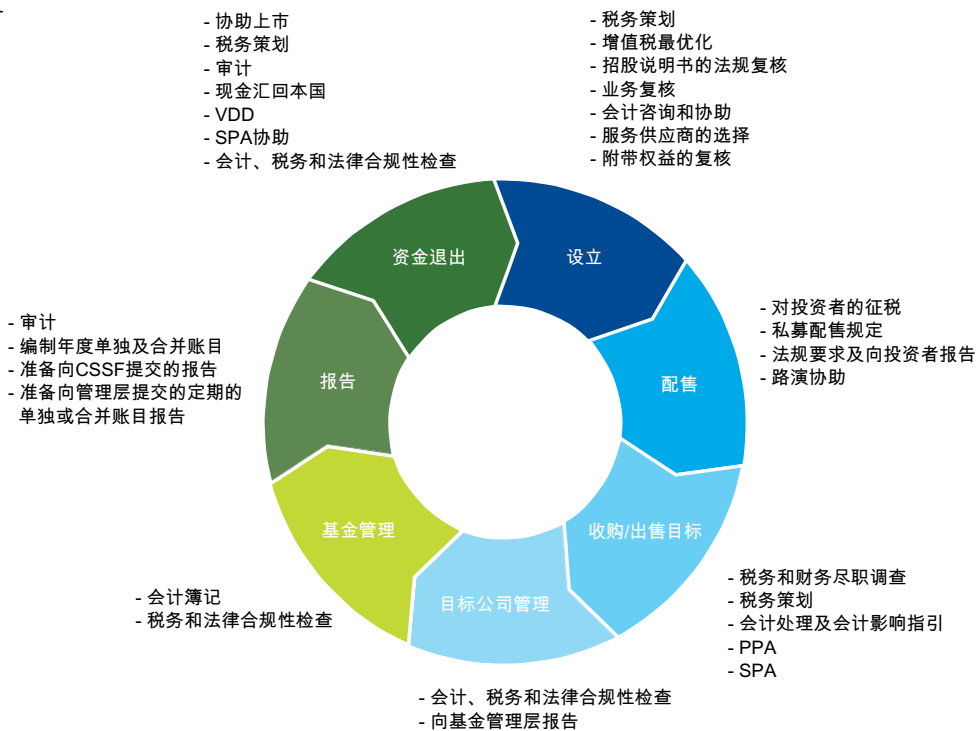 - 协助上市
- 税务策划
- 审计
- 现金汇回本国
- VDD
- SPA协助
- 会计、税务和法律合规性检查
- 税务策划
- 增值税最优化
- 招股说明书的法规复核
- 业务复核
- 会计咨询和协助
- 服务供应商的选择
- 附带权益的复核
资金退出
设立
- 审计
- 编制年度单独及合并账目
- 准备向CSSF提交的报告
- 准备向管理层提交的定期的
单独或合并账目报告
报告
配售
- 对投资者的征税
- 私募配售规定
- 法规要求及向投资者报告
- 路演协助
基金管理
收购/出售目标
目标公司管理
- 会计簿记
- 税务和法律合规性检查
- 税务和财务尽职调查
- 税务策划
- 会计处理及会计影响指引
- PPA
- SPA
- 会计、税务和法律合规性检查
- 向基金管理层报告